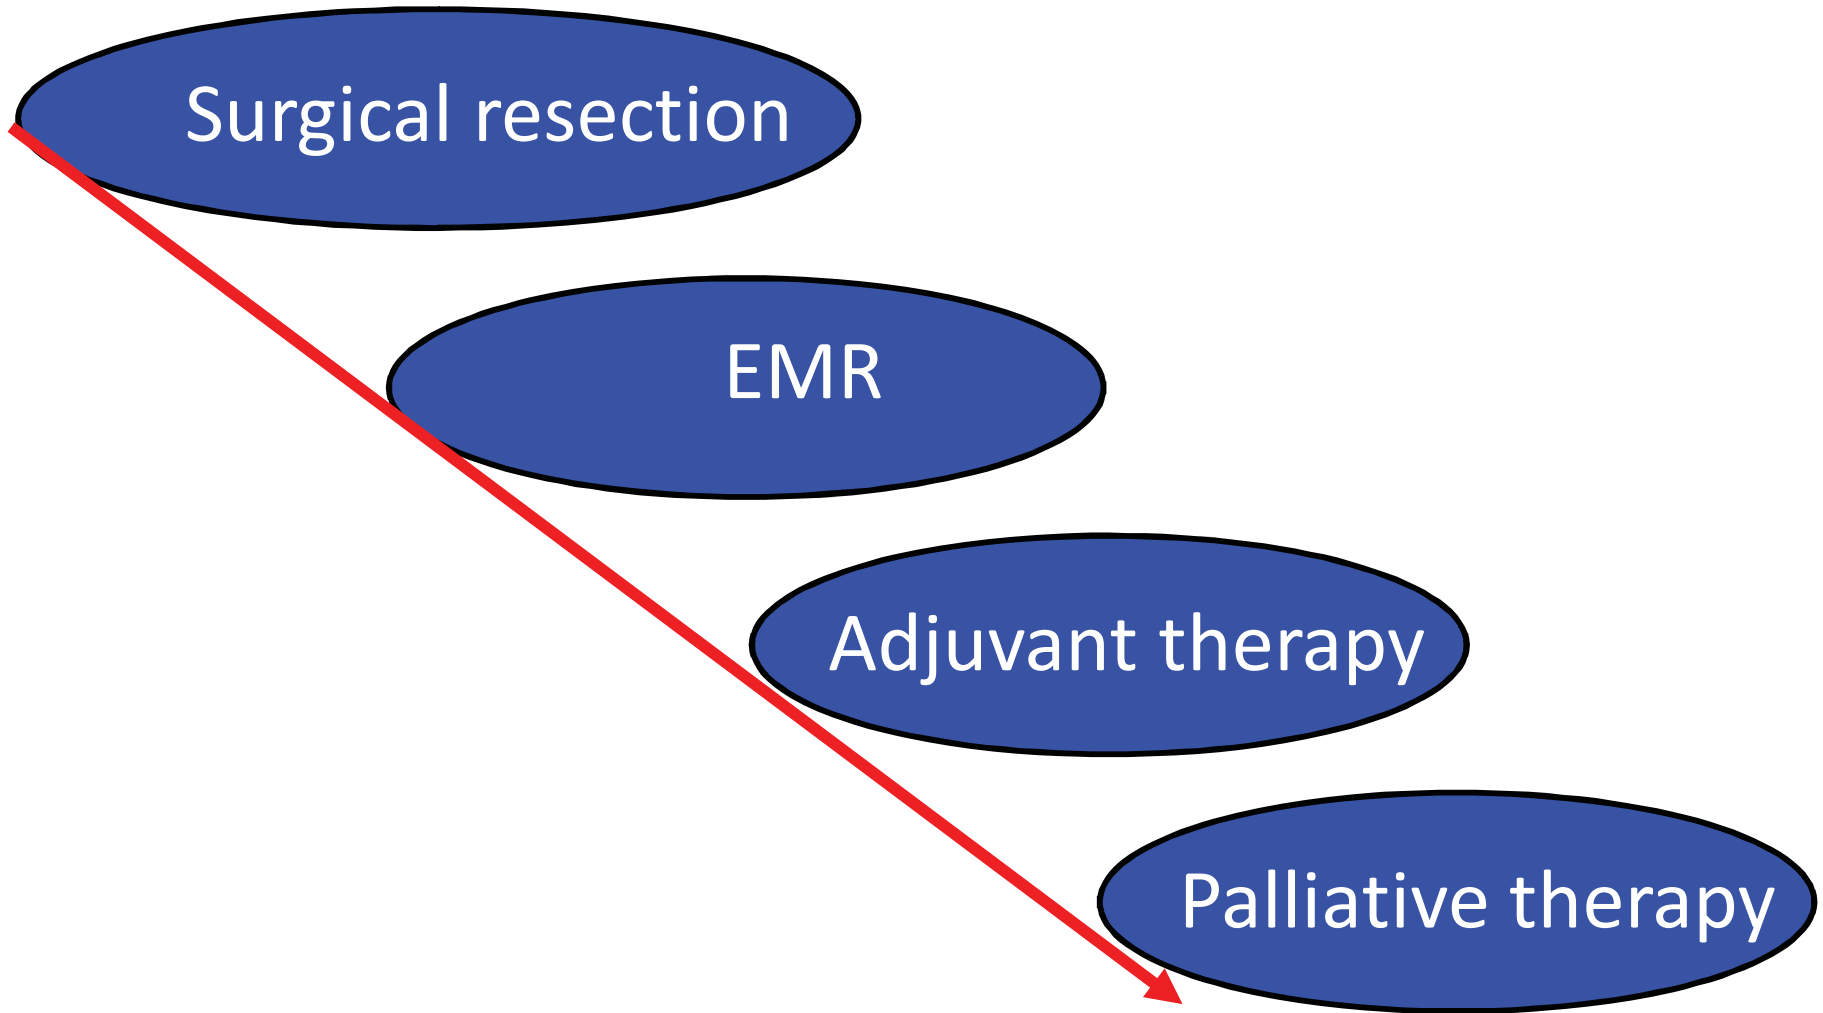 Surgical resection
EMR
Adjuvant therapy
Palliative therapy